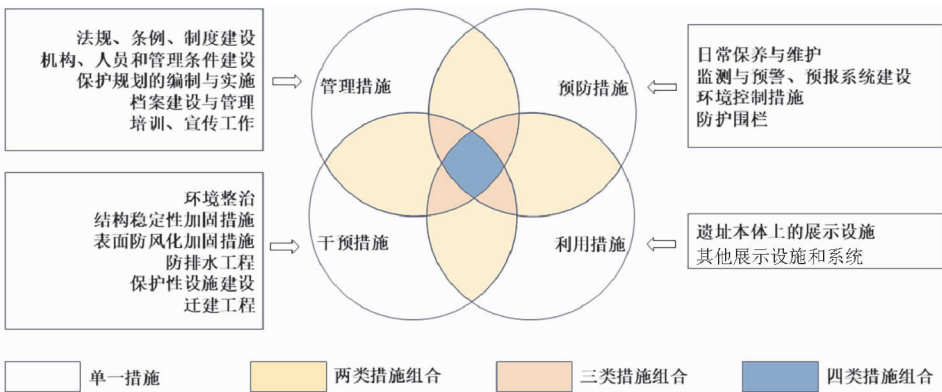 法规、条例、制度建设
机构、人员和管理条件建设
保护规划的编制与实施
档案建设与管理
培训、宣传工作
管理措施
预防措施
日常保养与维护
监测与预警、预报系统建设
环境控制措施
防护围栏
环境整治
结构稳定性加固措施
表面防风化加固措施
防排水工程
保护性设施建设
迁建工程
干预措施
利用措施
遗址本体上的展示设施
其他展示设施和系统
单一措施
两类措施组合
三类措施组合
四类措施组合